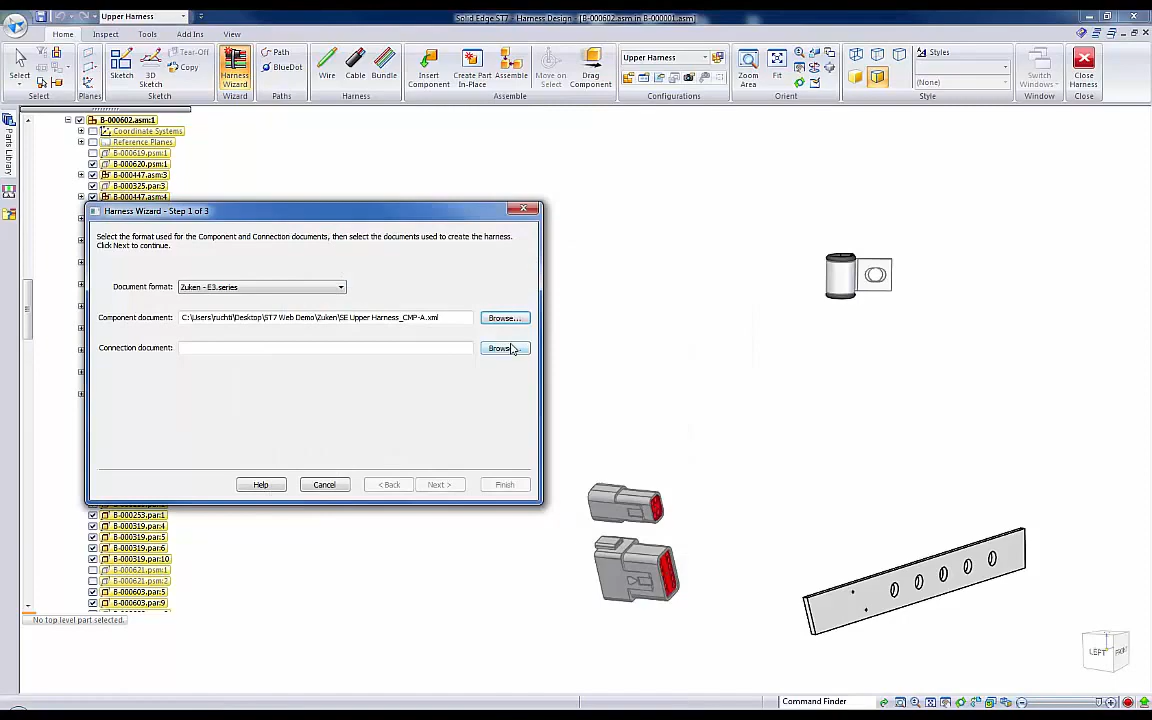 Upper Harness
Solid Edge ST7 - Harness Design - [B-000602.asm in B-000001.asm]
Home Inspect Tools Add Ins View
Select
Tear-Off
Copy
Sketch
3D Sketch
Harness Wizard
Path
BlueDot
Wire Cable Bundle
Insert Component
Create Part In-Place
Assemble
Move on Select
Drag Component
Upper Harness
Zoom Area
Fit
Styles
(None)
Switch Windows
Close Harness
Select Planes Sketch Wizard Paths Harness Assemble Configurations Orient Style Window Close
Parts Library
B-000602.asm:1
Coordinate Systems
Reference Planes
B-000619.psm:1
B-000620.psm:1
B-000447.asm:3
B-000325.par:3
B-000447.asm:4
Harness Wizard - Step 1 of 3
Select the format used for the Component and Connection documents, then select the documents used to create the harness.
Click Next to continue.
Document format: Zuken - E3.series
Component document: C:\Users\ruchti\Desktop\ST7 Web Demo\Zuken\SE Upper Harness_CMP-A.xml Browse...
Connection document: Browse...
Help Cancel < Back Next > Finish
B-000253.par:1
B-000319.par:4
B-000319.par:5
B-000319.par:6
B-000319.par:10
B-000621.psm:1
B-000621.psm:2
B-000603.par:5
B-000603.par:9
No top level part selected.
LEFT FRONT
Command Finder